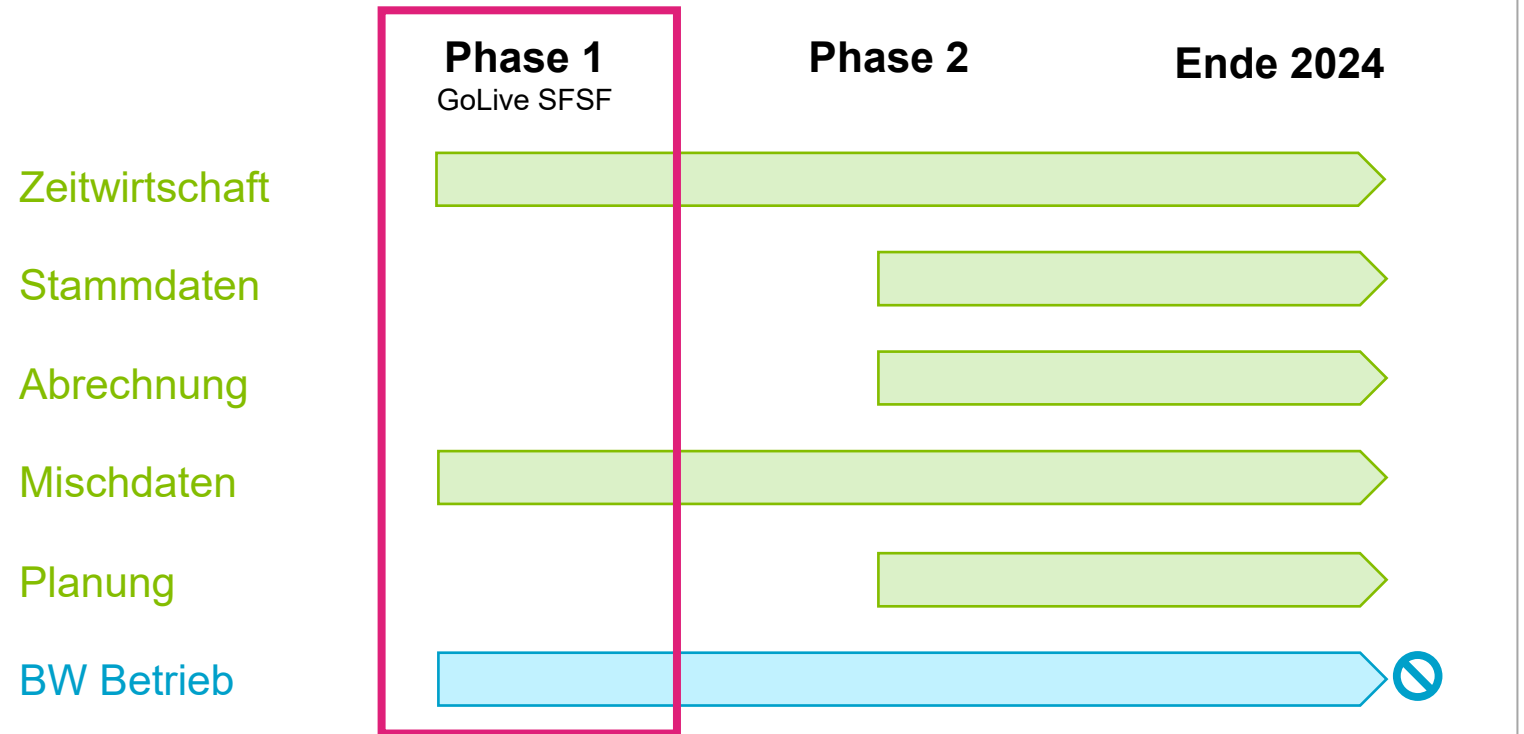 Phase 1
GoLive SFSF
Phase 2
Ende 2024
Zeitwirtschaft
Stammdaten
Abrechnung
Mischdaten
Planung
BW Betrieb